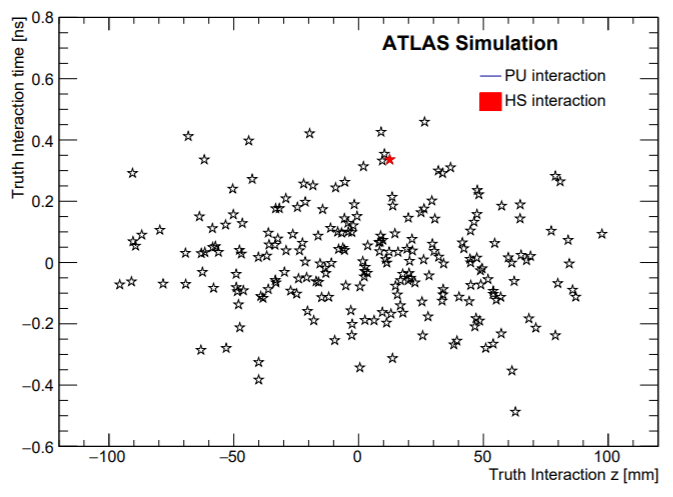 Truth Interaction time [ns]
0.8
0.6
0.4
0.2
0
−0.2
−0.4
−0.6
ATLAS Simulation
PU interaction
HS interaction
−100 −50 0 50 100
Truth Interaction z [mm]